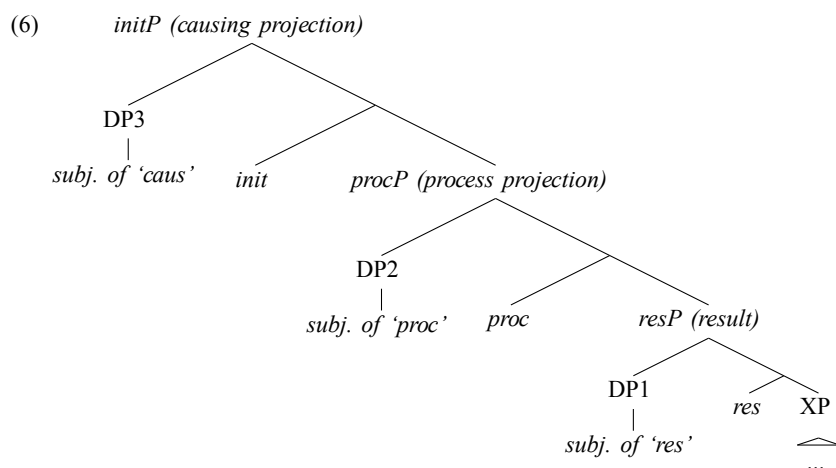 (6) initP (causing projection)
DP3
subj. of ‘caus’ init procP (process projection)
DP2
subj. of ‘proc’ proc resP (result)
DP1 res XP
subj. of ‘res’ ...